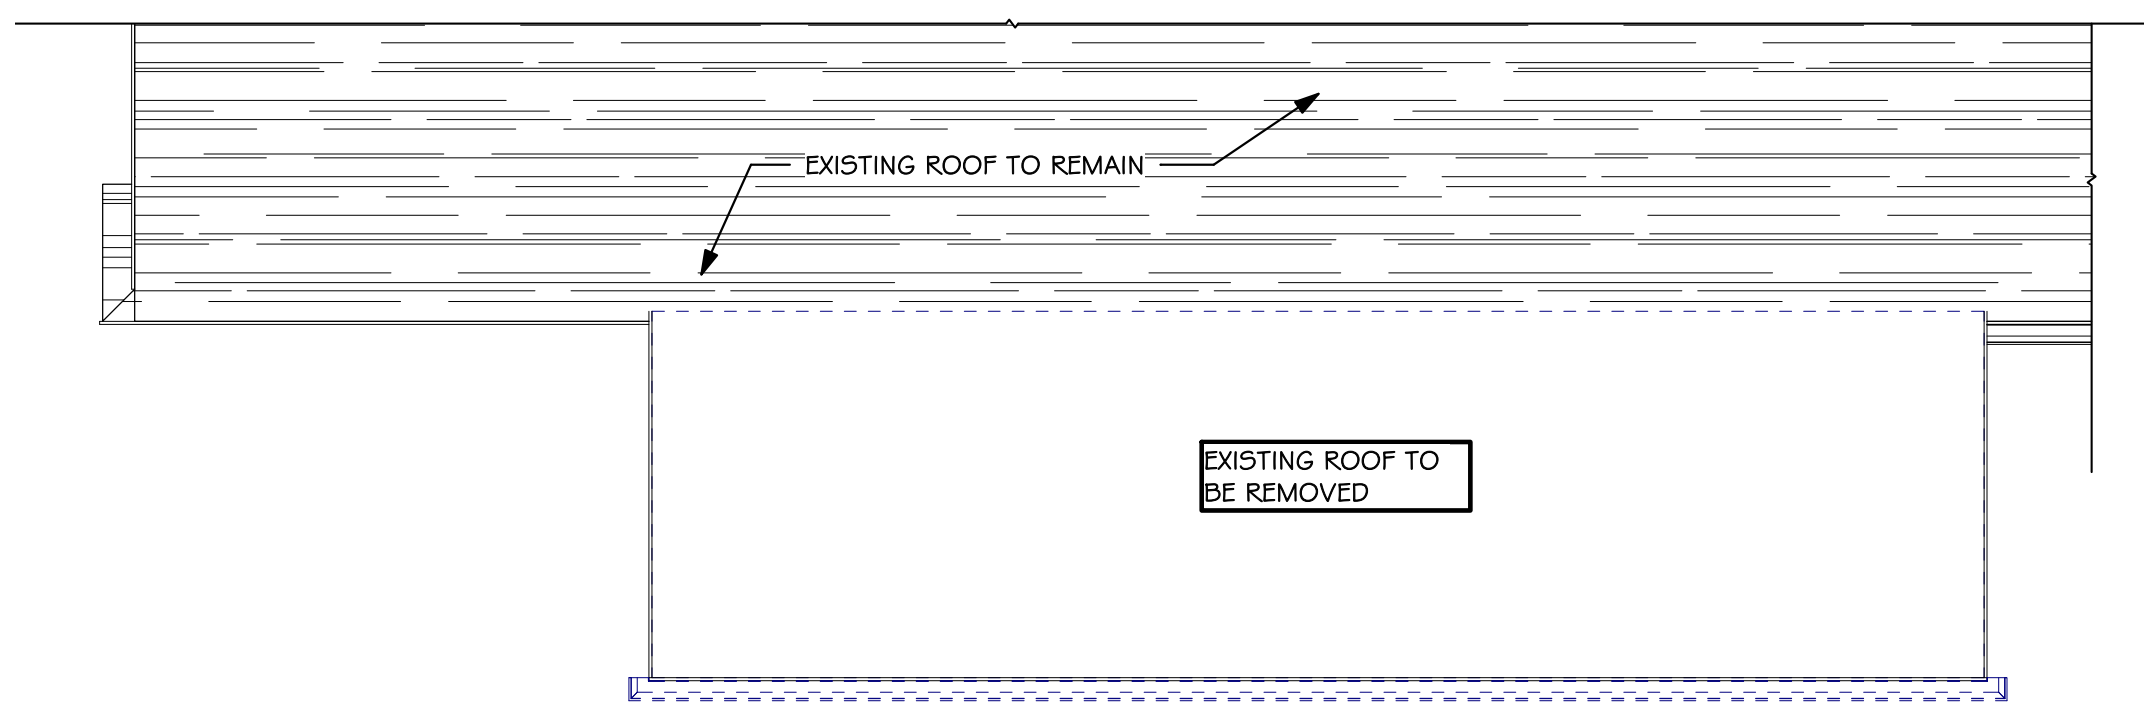 EXISTING ROOF TO REMAIN
EXISTING ROOF TO
BE REMOVED